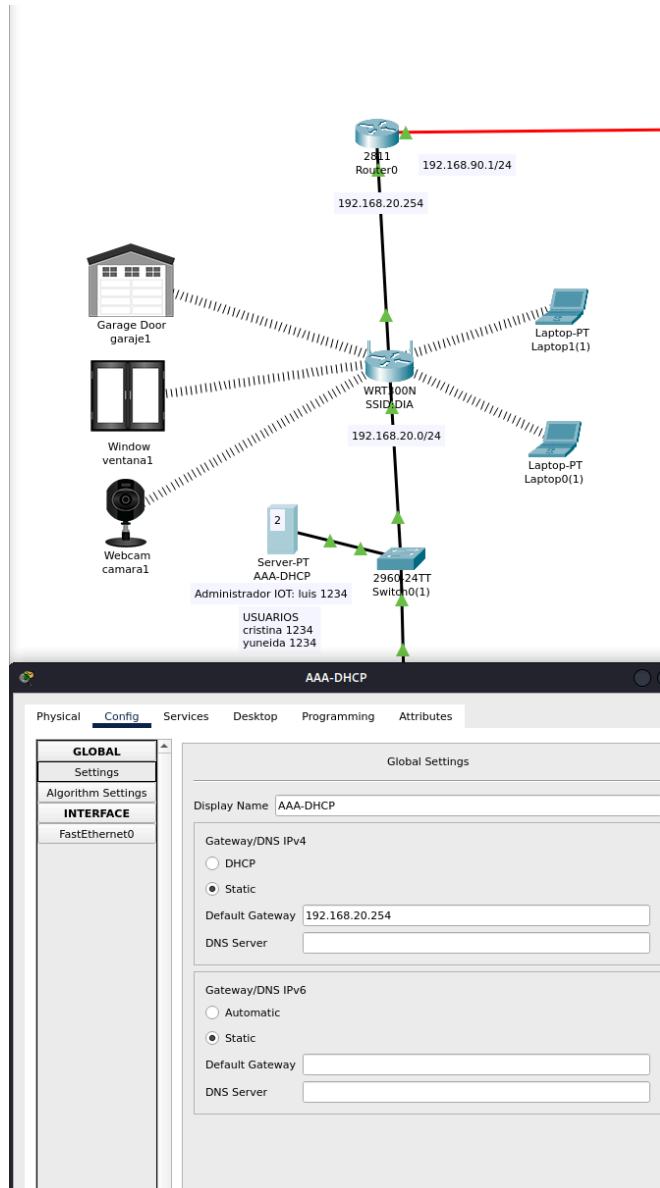 2811
Router0
192.168.90.1/24
192.168.20.254
Garage Door
garaje1
Laptop-PT
Laptop1(1)
WRT300N
SSID:DIA
Window
ventana1
192.168.20.0/24
Laptop-PT
Laptop0(1)
2
Webcam
camara1
Server-PT
AAA-DHCP
2960-24TT
Switch0(1)
Administrador IOT: luis 1234
USUARIOS
cristina 1234
yuneida 1234
AAA-DHCP
Physical Config Services Desktop Programming Attributes
GLOBAL
Settings
Algorithm Settings
INTERFACE
FastEthernet0
Global Settings
Display Name AAA-DHCP
Gateway/DNS IPv4
DHCP
Static
Default Gateway 192.168.20.254
DNS Server
Gateway/DNS IPv6
Automatic
Static
Default Gateway
DNS Server